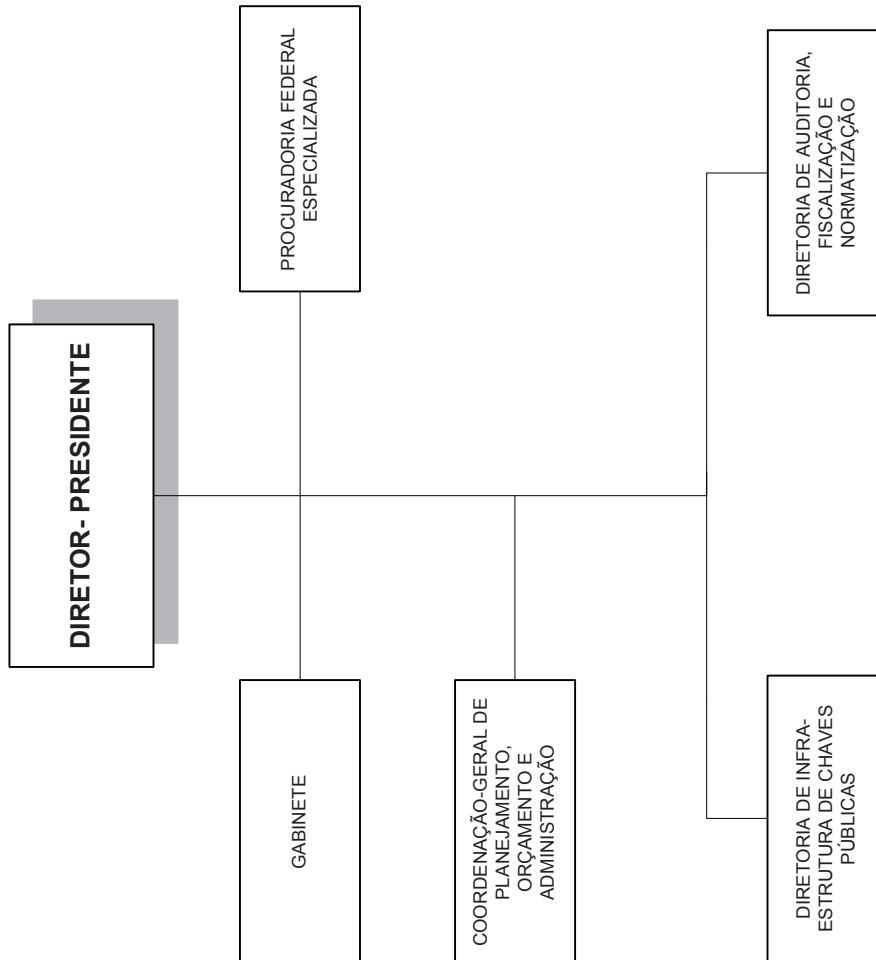 DIRETOR- PRESIDENTE
GABINETE
PROCURADORIA FEDERAL
ESPECIALIZADA
COORDENAÇÃO-GERAL DE
PLANEJAMENTO,
ORÇAMENTO E
ADMINISTRAÇÃO
DIRETORIA DE INFRA-
ESTRUTURA DE CHAVES
PÚBLICAS
DIRETORIA DE AUDITORIA,
FISCALIZAÇÃO E
NORMATIZAÇÃO